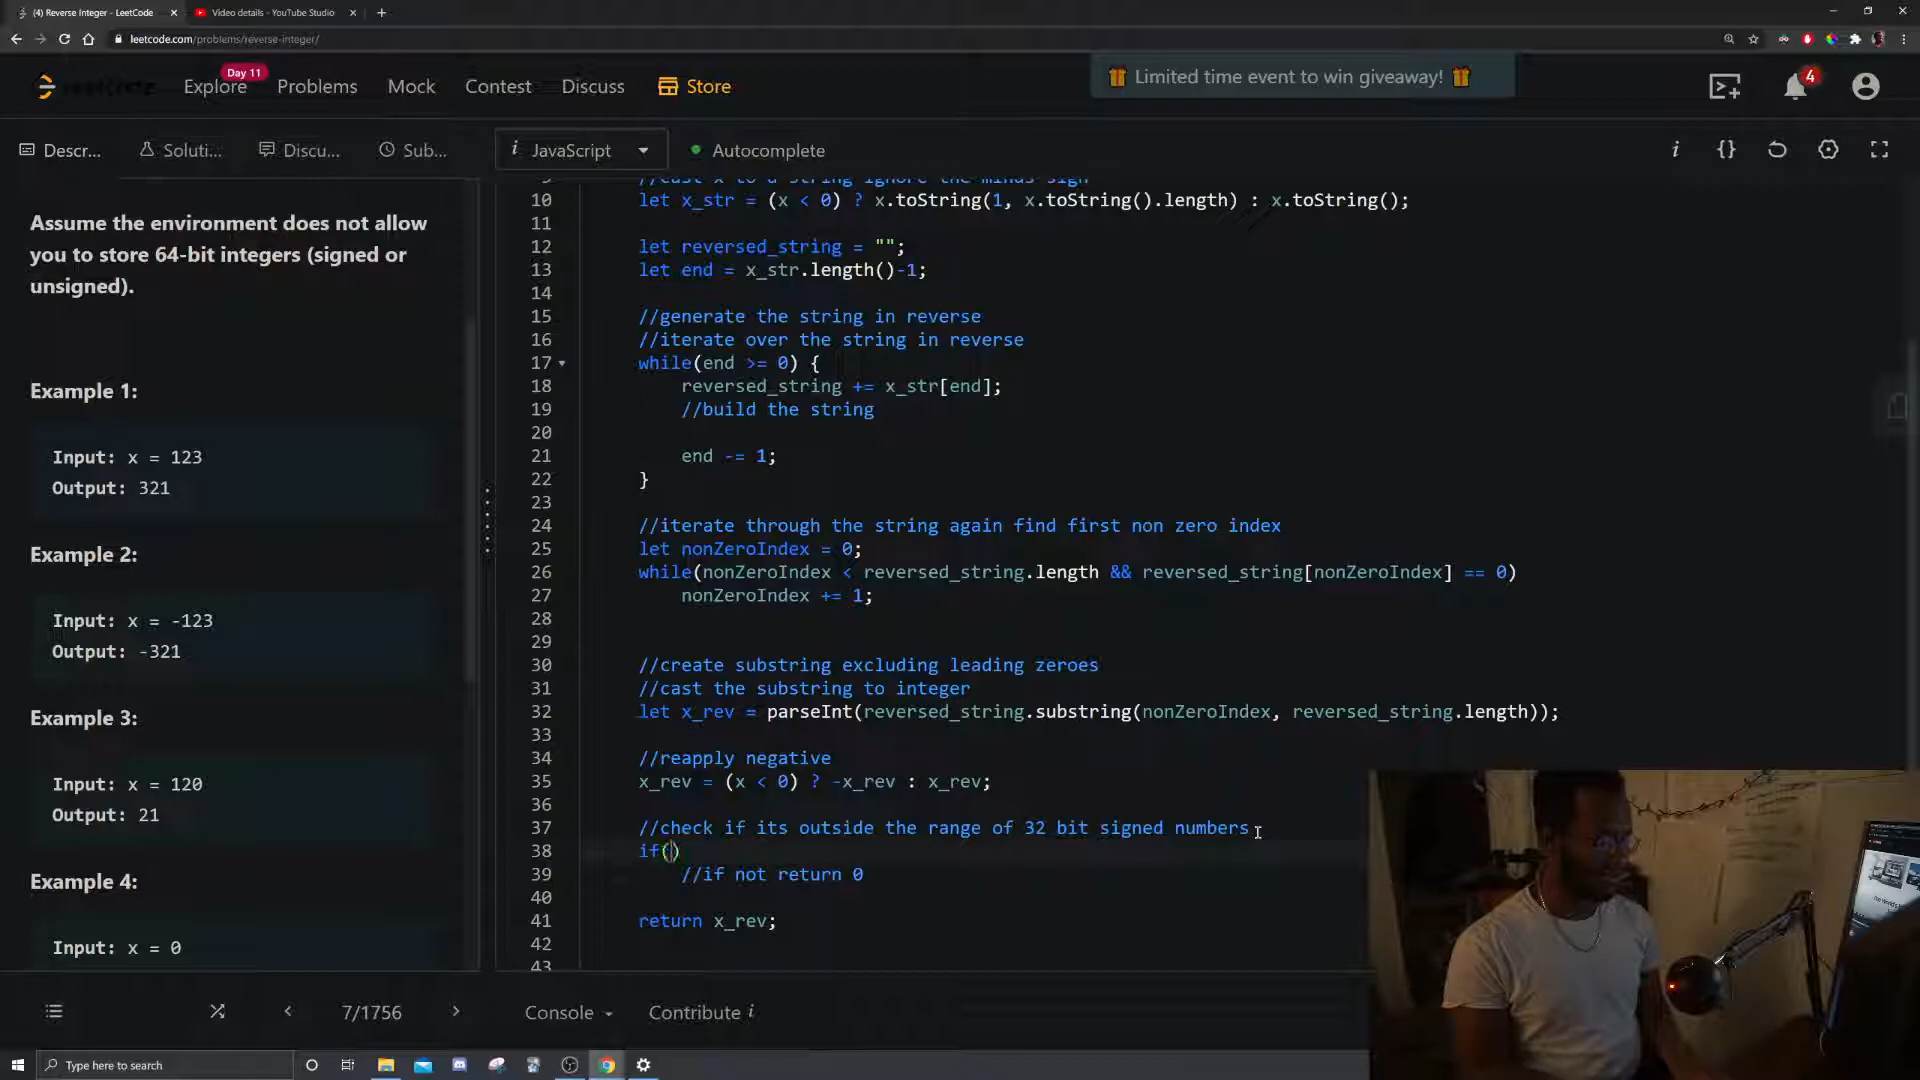 (4) Reverse Integer - LeetCode
Video details - YouTube Studio
leetcode.com/problems/reverse-integer/
Explore
Day 11
Problems
Mock
Contest
Discuss
Store
Limited time event to win giveaway!
4
Descr...
Soluti...
Discu...
Sub...
i JavaScript
Autocomplete
Assume the environment does not allow
you to store 64-bit integers (signed or
unsigned).
Example 1:
Input: x = 123
Output: 321
Example 2:
Input: x = -123
Output: -321
Example 3:
Input: x = 120
Output: 21
Example 4:
Input: x = 0
9 //cast x to a string ignore the minus sign
10 let x_str = (x < 0) ? x.toString(1, x.toString().length) : x.toString();
11
12 let reversed_string = "";
13 let end = x_str.length()-1;
14
15 //generate the string in reverse
16 //iterate over the string in reverse
17 while(end >= 0) {
18 reversed_string += x_str[end];
19 //build the string
20
21 end -= 1;
22 }
23
24 //iterate through the string again find first non zero index
25 let nonZeroIndex = 0;
26 while(nonZeroIndex < reversed_string.length && reversed_string[nonZeroIndex] == 0)
27 nonZeroIndex += 1;
28
29
30 //create substring excluding leading zeroes
31 //cast the substring to integer
32 let x_rev = parseInt(reversed_string.substring(nonZeroIndex, reversed_string.length));
33
34 //reapply negative
35 x_rev = (x < 0) ? -x_rev : x_rev;
36
37 //check if its outside the range of 32 bit signed numbers
38 if()
39 //if not return 0
40
41 return x_rev;
42
43
7/1756
Console
Contribute i
Type here to search